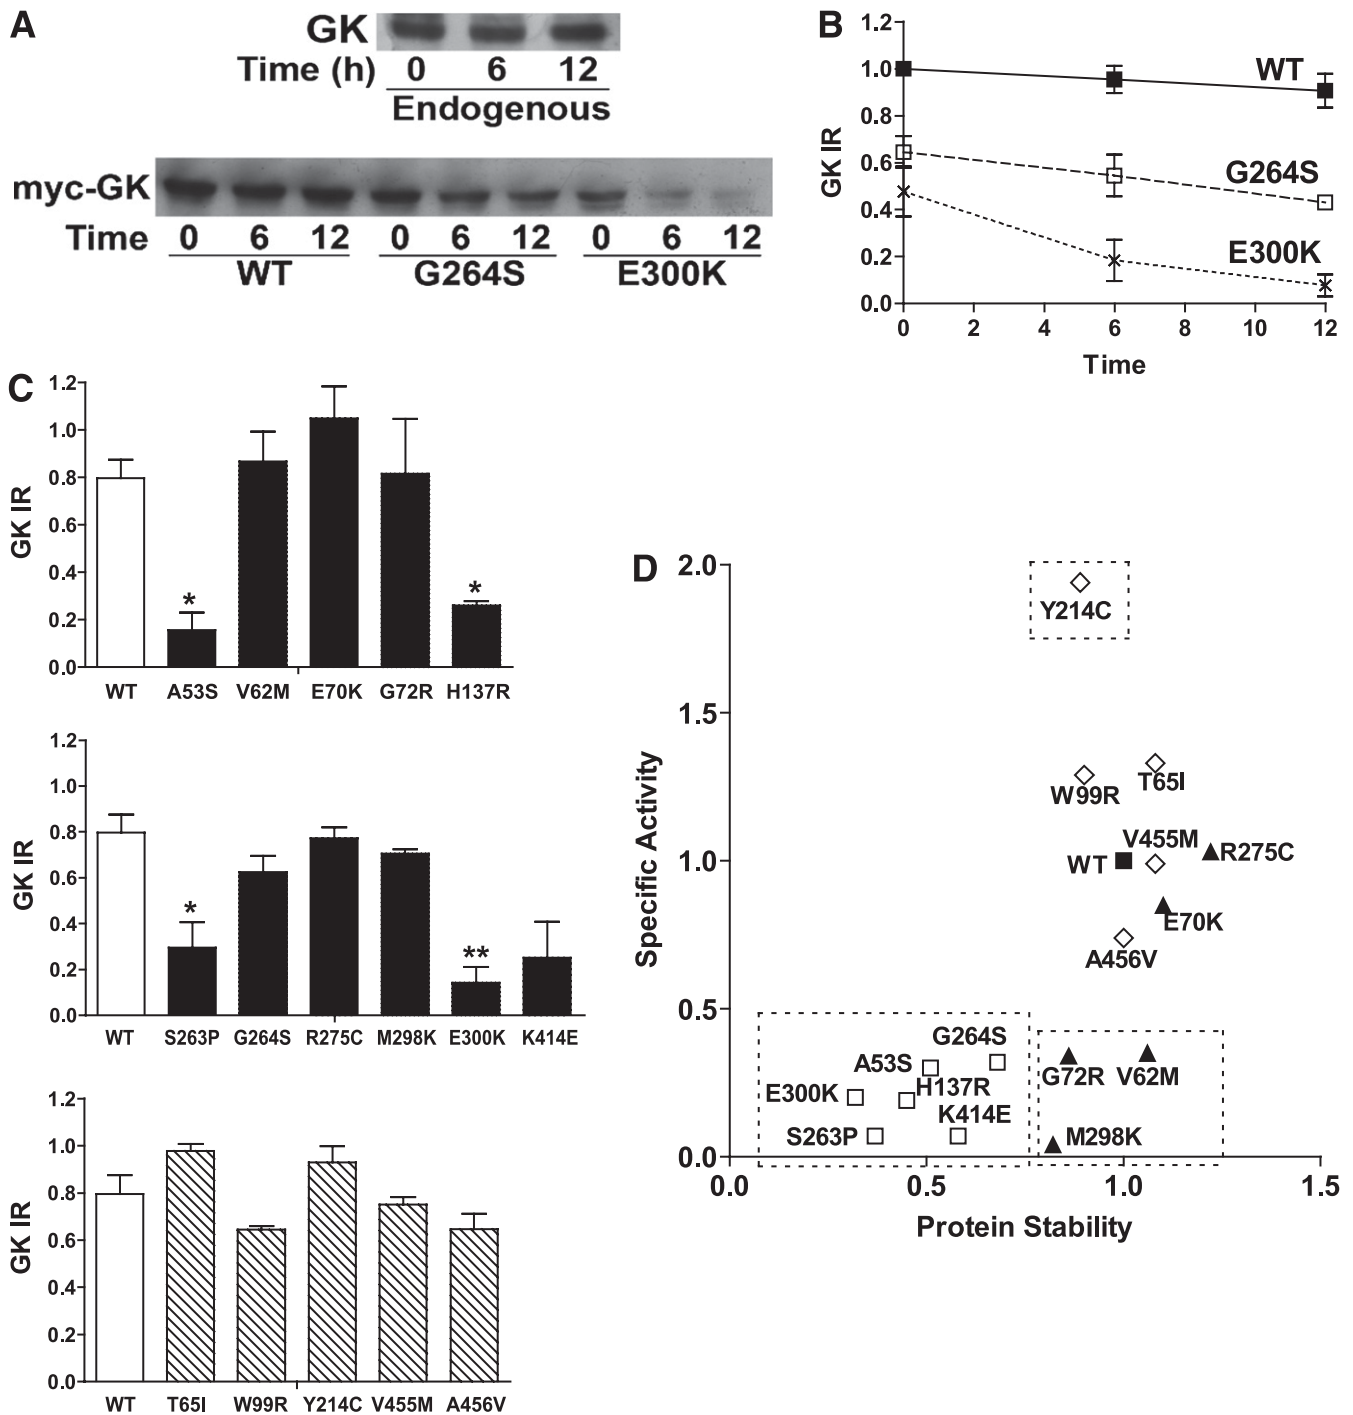 A
GK
Time (h) 0 6 12
Endogenous
myc-GK
Time 0 6 12 0 6 12 0 6 12
WT G264S E300K
B
GK IR
1.2
1.0
0.8
0.6
0.4
0.2
0.0
WT
G264S
E300K
0 2 4 6 8 10 12
Time
C
GK IR
1.2
1.0
0.8
0.6
0.4
0.2
0.0
* *
WT A53S V62M E70K G72R H137R
GK IR
1.2
1.0
0.8
0.6
0.4
0.2
0.0
* **
WT S263P G264S R275C M298K E300K K414E
GK IR
1.2
1.0
0.8
0.6
0.4
0.2
0.0
WT T65I W99R Y214C V455M A456V
D
Specific Activity
2.0
1.5
1.0
0.5
0.0
Y214C
W99R
T65I
V455M
WT
R275C
E70K
A456V
G264S
A53S
E300K
H137R
K414E
S263P
G72R
V62M
M298K
0.0 0.5 1.0 1.5
Protein Stability